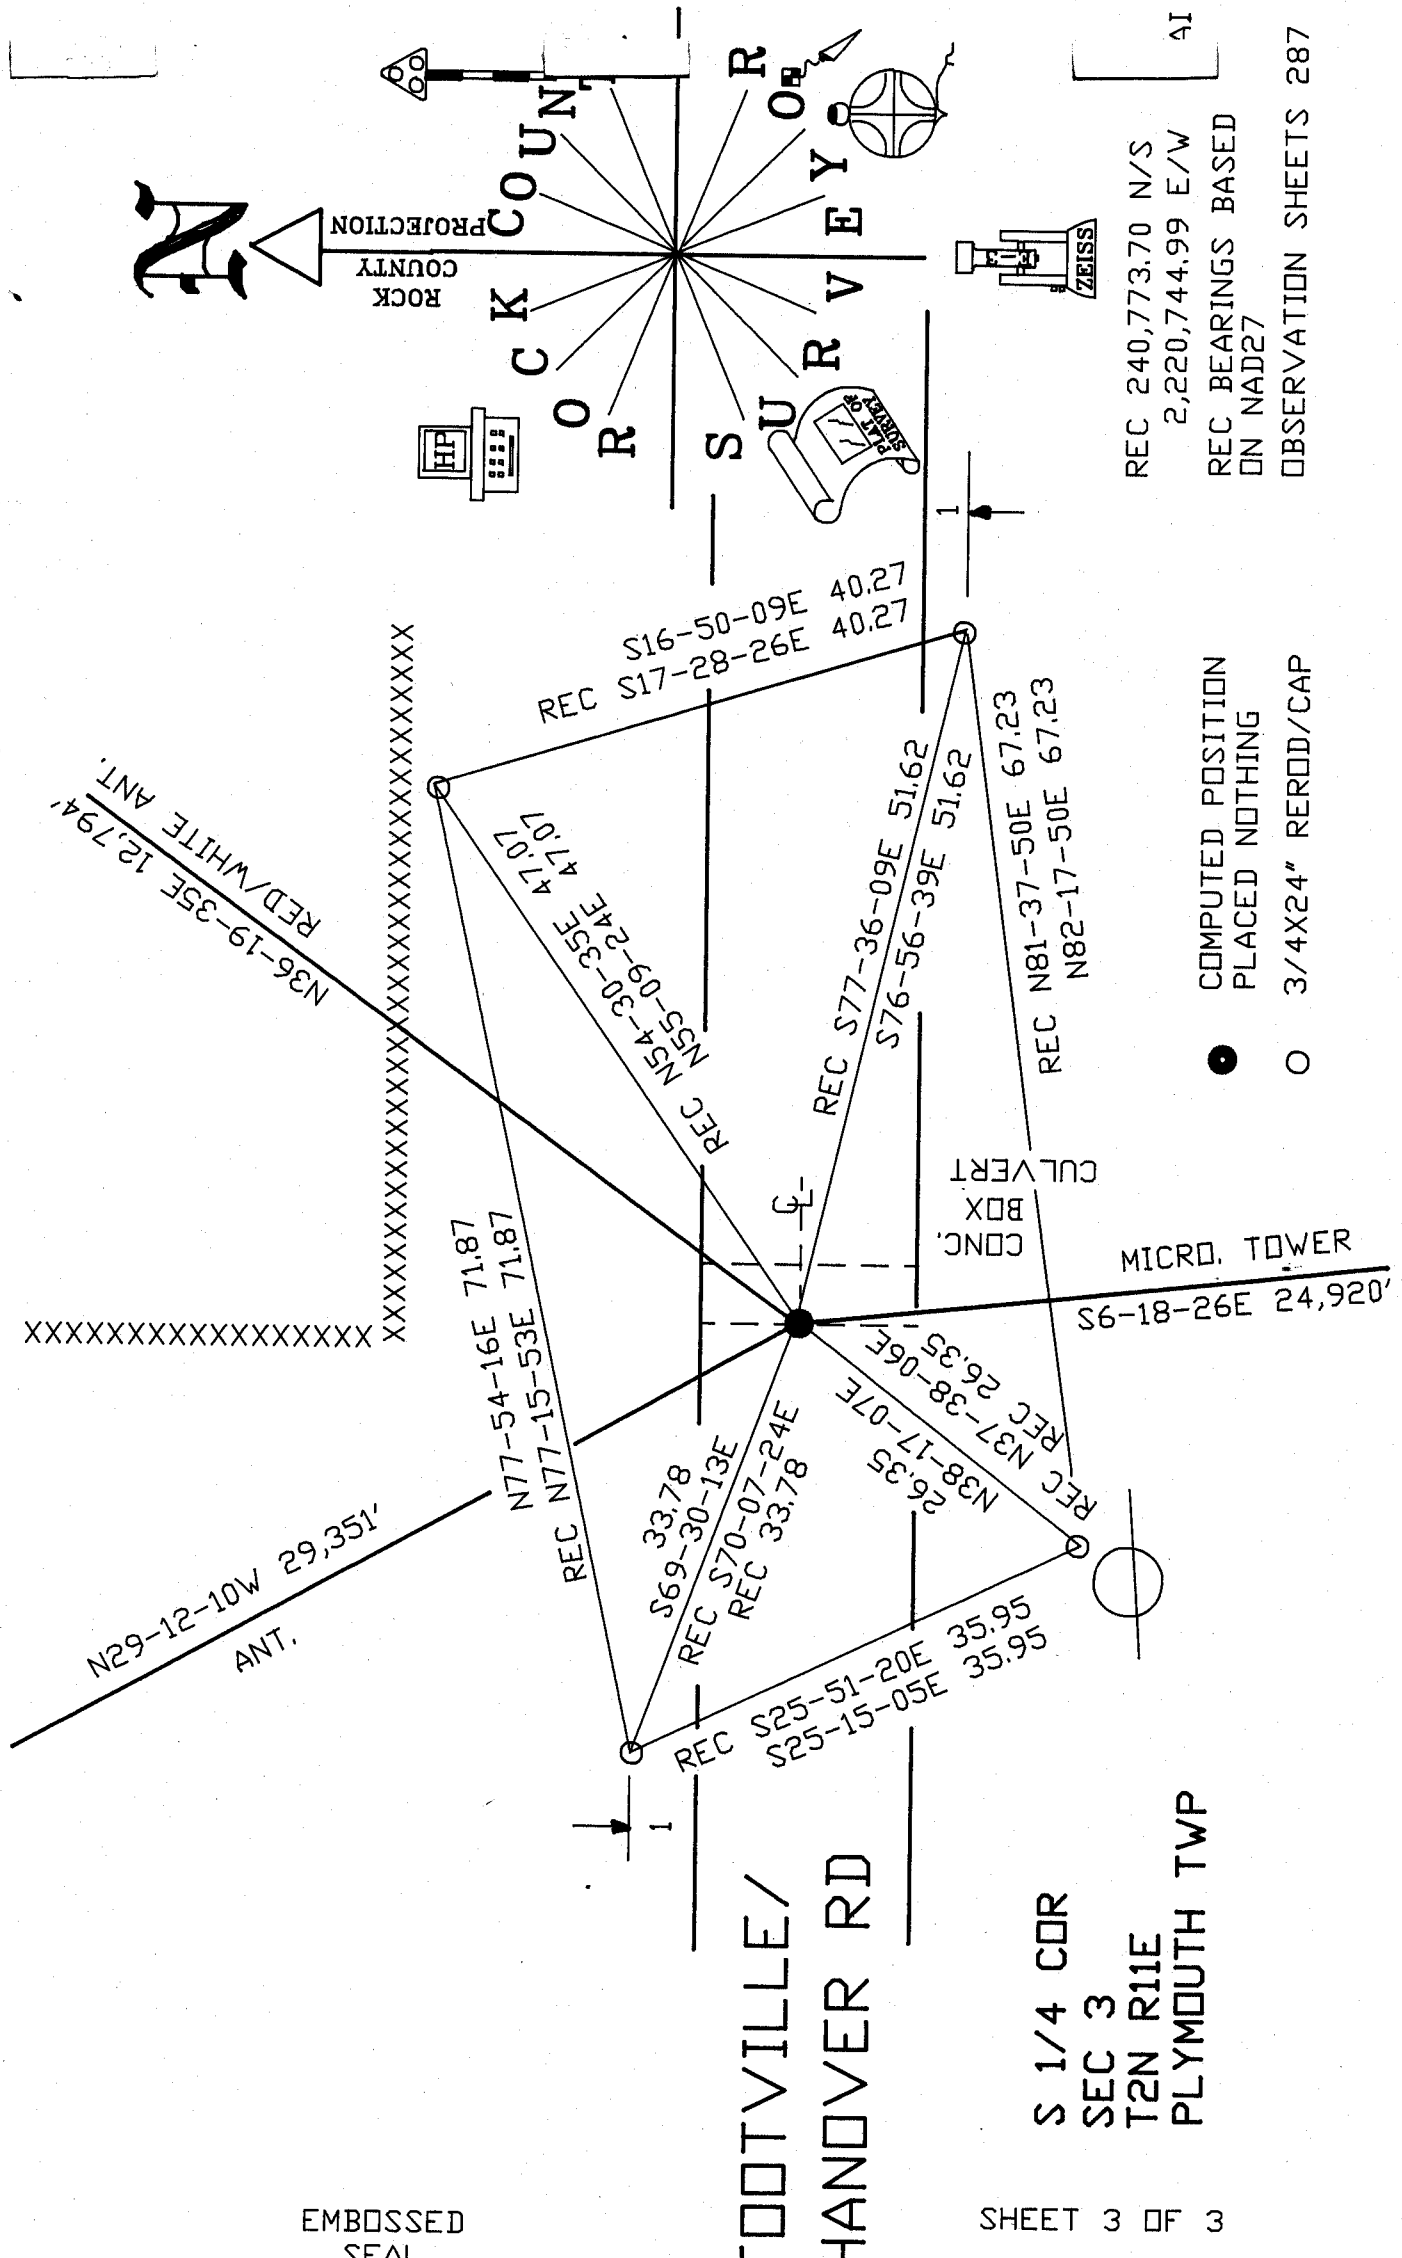 ROCK COUN
SURVEYOR
ROCK
COUNTY
PROJECTION
N
HP
ZEISS
PLAT OF
SURVEY
RED/WHITE ANT.
N36-19-35E 12,794'
N29-12-10W 29,351'
ANT.
N77-54-16E 71.87
REC N77-15-53E 71.87
REC N54-30-35E 47.07
N55-09-24E 47.07
S16-50-09E 40.27
REC S17-28-26E 40.27
33.78
S69-30-13E
REC S70-07-24E
REC 33.78
REC S77-36-09E 51.62
S76-56-39E 51.62
REC N81-37-50E 67.23
N82-17-50E 67.23
CL
CONC.
BOX
CULVERT
MICRO. TOWER
S6-18-26E 24,920'
REC N37-38-06E
REC 26.35
N38-17-07E
26.35
REC S25-51-20E 35.95
S25-15-05E 35.95
1
1
OOTVILLE/
HANOVER RD
S 1/4 COR
SEC 3
T2N R11E
PLYMOUTH TWP
COMPUTED POSITION
PLACED NOTHING
3/4X24" REROD/CAP
REC 240,773.70 N/S
2,220,744.99 E/W
REC BEARINGS BASED
ON NAD27
OBSERVATION SHEETS 287
EMBOSSED
SEAL
SHEET 3 OF 3